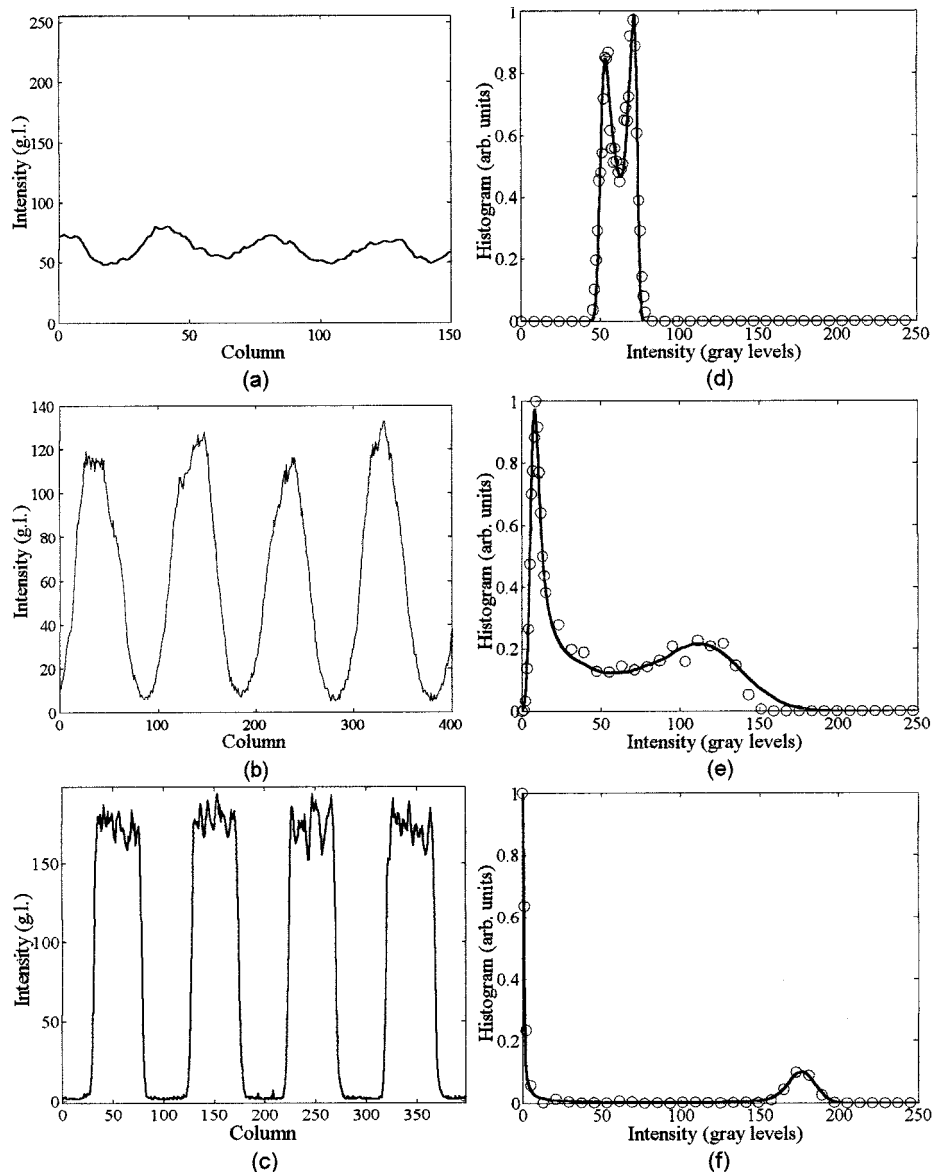 250
200
150
100
50
0
Intensity (g.l.)
0 50 100 150
Column
(a)
1
0.8
0.6
0.4
0.2
0
Histogram (arb. units)
0 50 100 150 200 250
Intensity (gray levels)
(d)
140
120
100
80
60
40
20
0
Intensity (g.l.)
0 100 200 300 400
Column
(b)
1
0.8
0.6
0.4
0.2
0
Histogram (arb. units)
0 50 100 150 200 250
Intensity (gray levels)
(e)
150
100
50
0
Intensity (g.l.)
0 50 100 150 200 250 300 350
Column
(c)
1
0.8
0.6
0.4
0.2
0
Histogram (arb. units)
0 50 100 150 200 250
Intensity (gray levels)
(f)